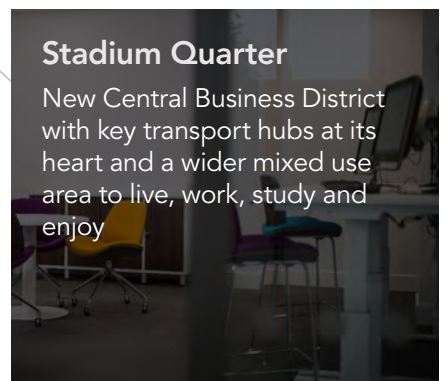 Stadium Quarter
New Central Business District
with key transport hubs at its
heart and a wider mixed use
area to live, work, study and
enjoy